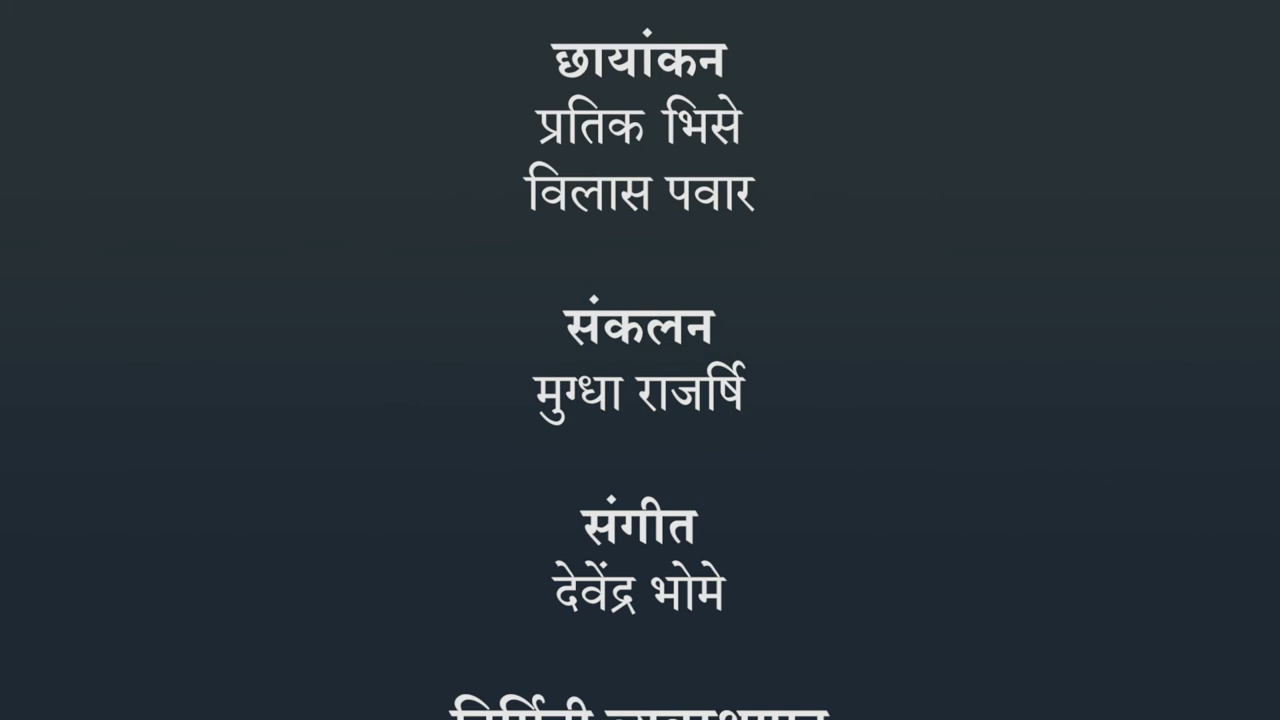 छायांकन
प्रतिक भिसे
विलास पवार
संकलन
मुग्धा राजर्षि
संगीत
देवेंद्र भोमे